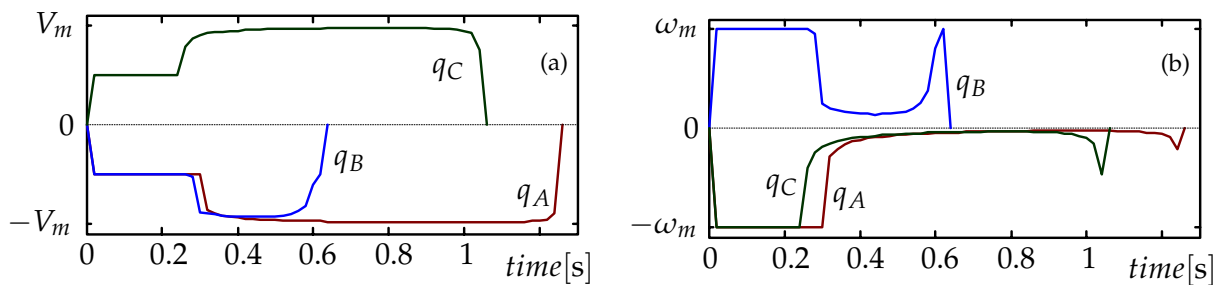 V_m
(a)
q_C
0
q_B
q_A
−V_m
0 0.2 0.4 0.6 0.8 1
time[s]
ω_m
(b)
q_B
0
q_C
q_A
−ω_m
0 0.2 0.4 0.6 0.8 1
time[s]